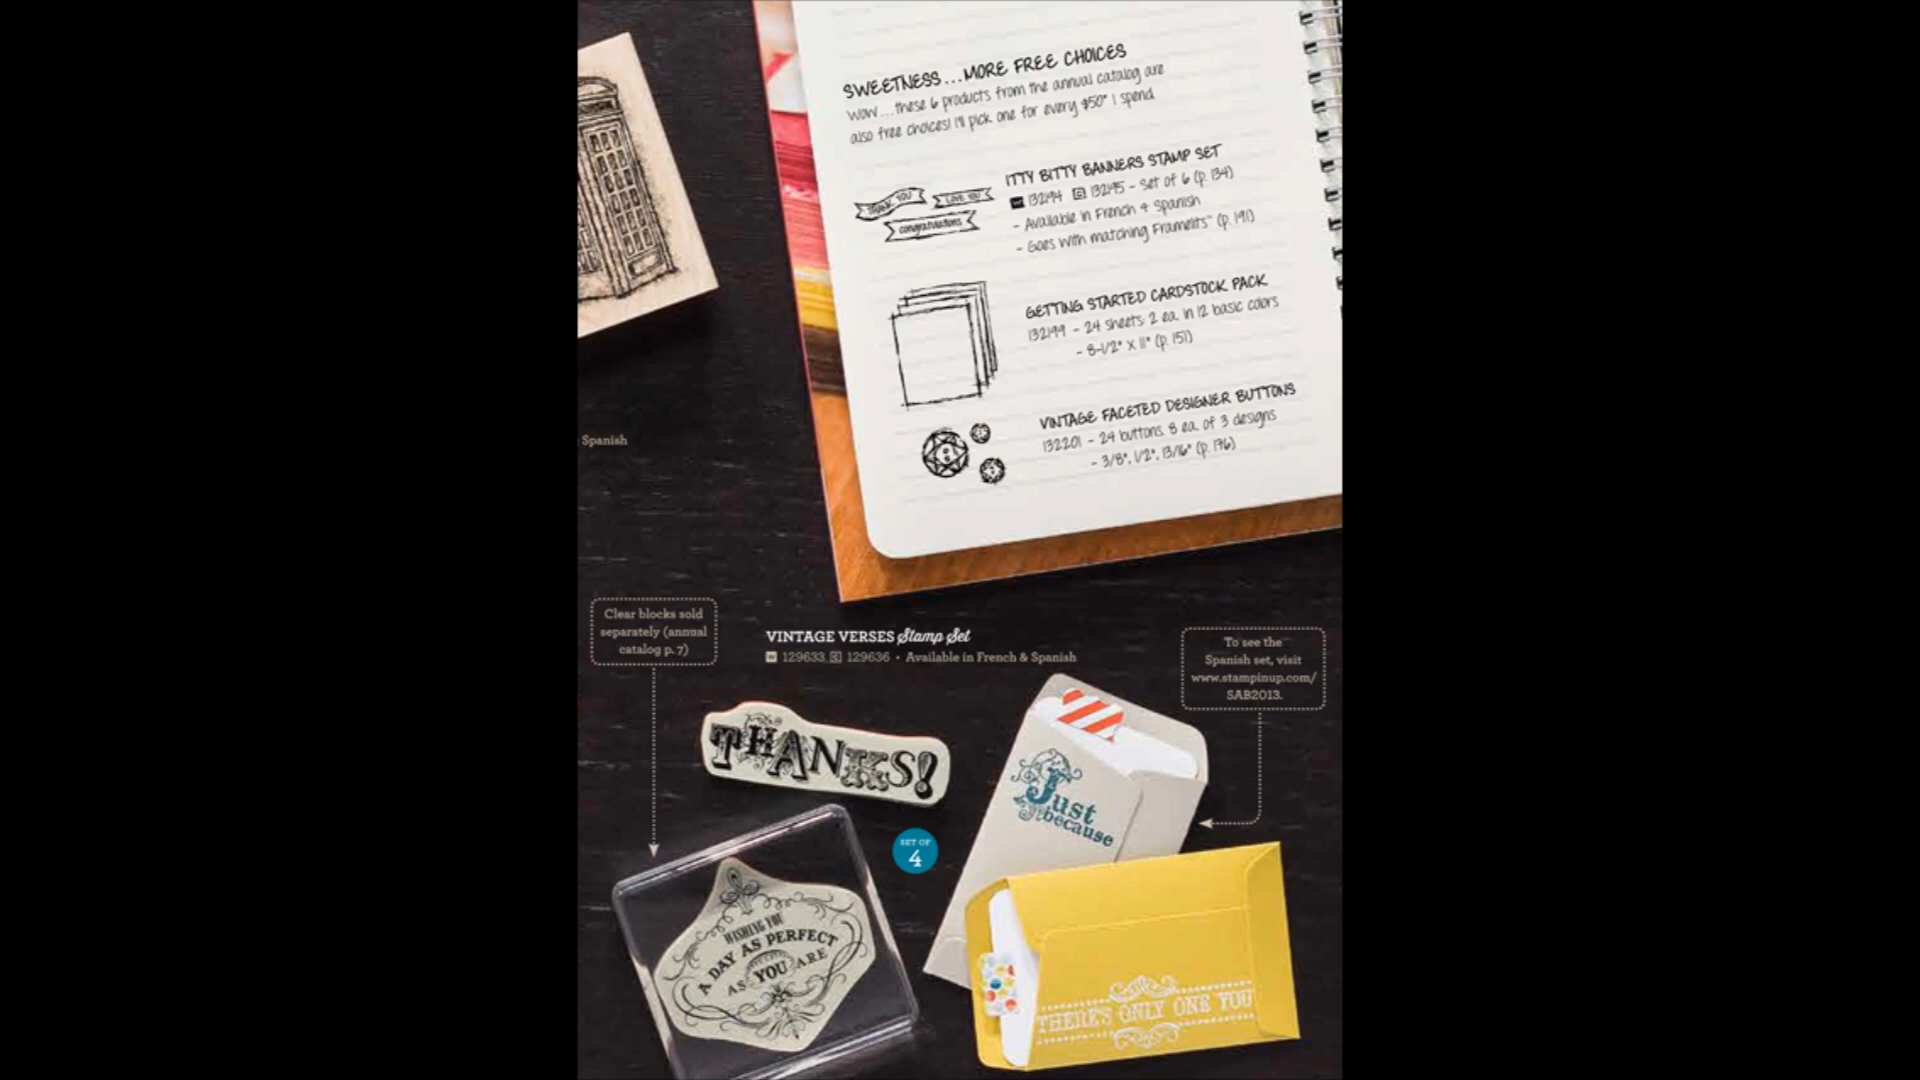 SWEETNESS...MORE FREE CHOICES
Wow...these 6 products from the annual catalog are
also free choices! I'll pick one for every $50* I spend.
THANK YOU
LOVE YOU
congratulations
ITTY BITTY BANNERS STAMP SET
W 132194 C 132195 - Set of 6 (p. 134)
- Available in French & Spanish
- Goes with matching Framelits™ (p. 191)
GETTING STARTED CARDSTOCK PACK
132199 - 24 sheets: 2 ea. in 12 basic colors
- 8-1/2" X 11" (p. 151)
VINTAGE FACETED DESIGNER BUTTONS
132201 - 24 buttons: 8 ea. of 3 designs
- 3/8", 1/2", 13/16" (p. 176)
Spanish
Clear blocks sold
separately (annual
catalog p. 7)
VINTAGE VERSES Stamp Set
129633, C 129636 • Available in French & Spanish
To see the
Spanish set, visit
www.stampinup.com/
SAB2013.
THANKS!
Just
because
SET OF
4
WISHING YOU
A DAY AS PERFECT
AS YOU ARE
THERE'S ONLY ONE YOU